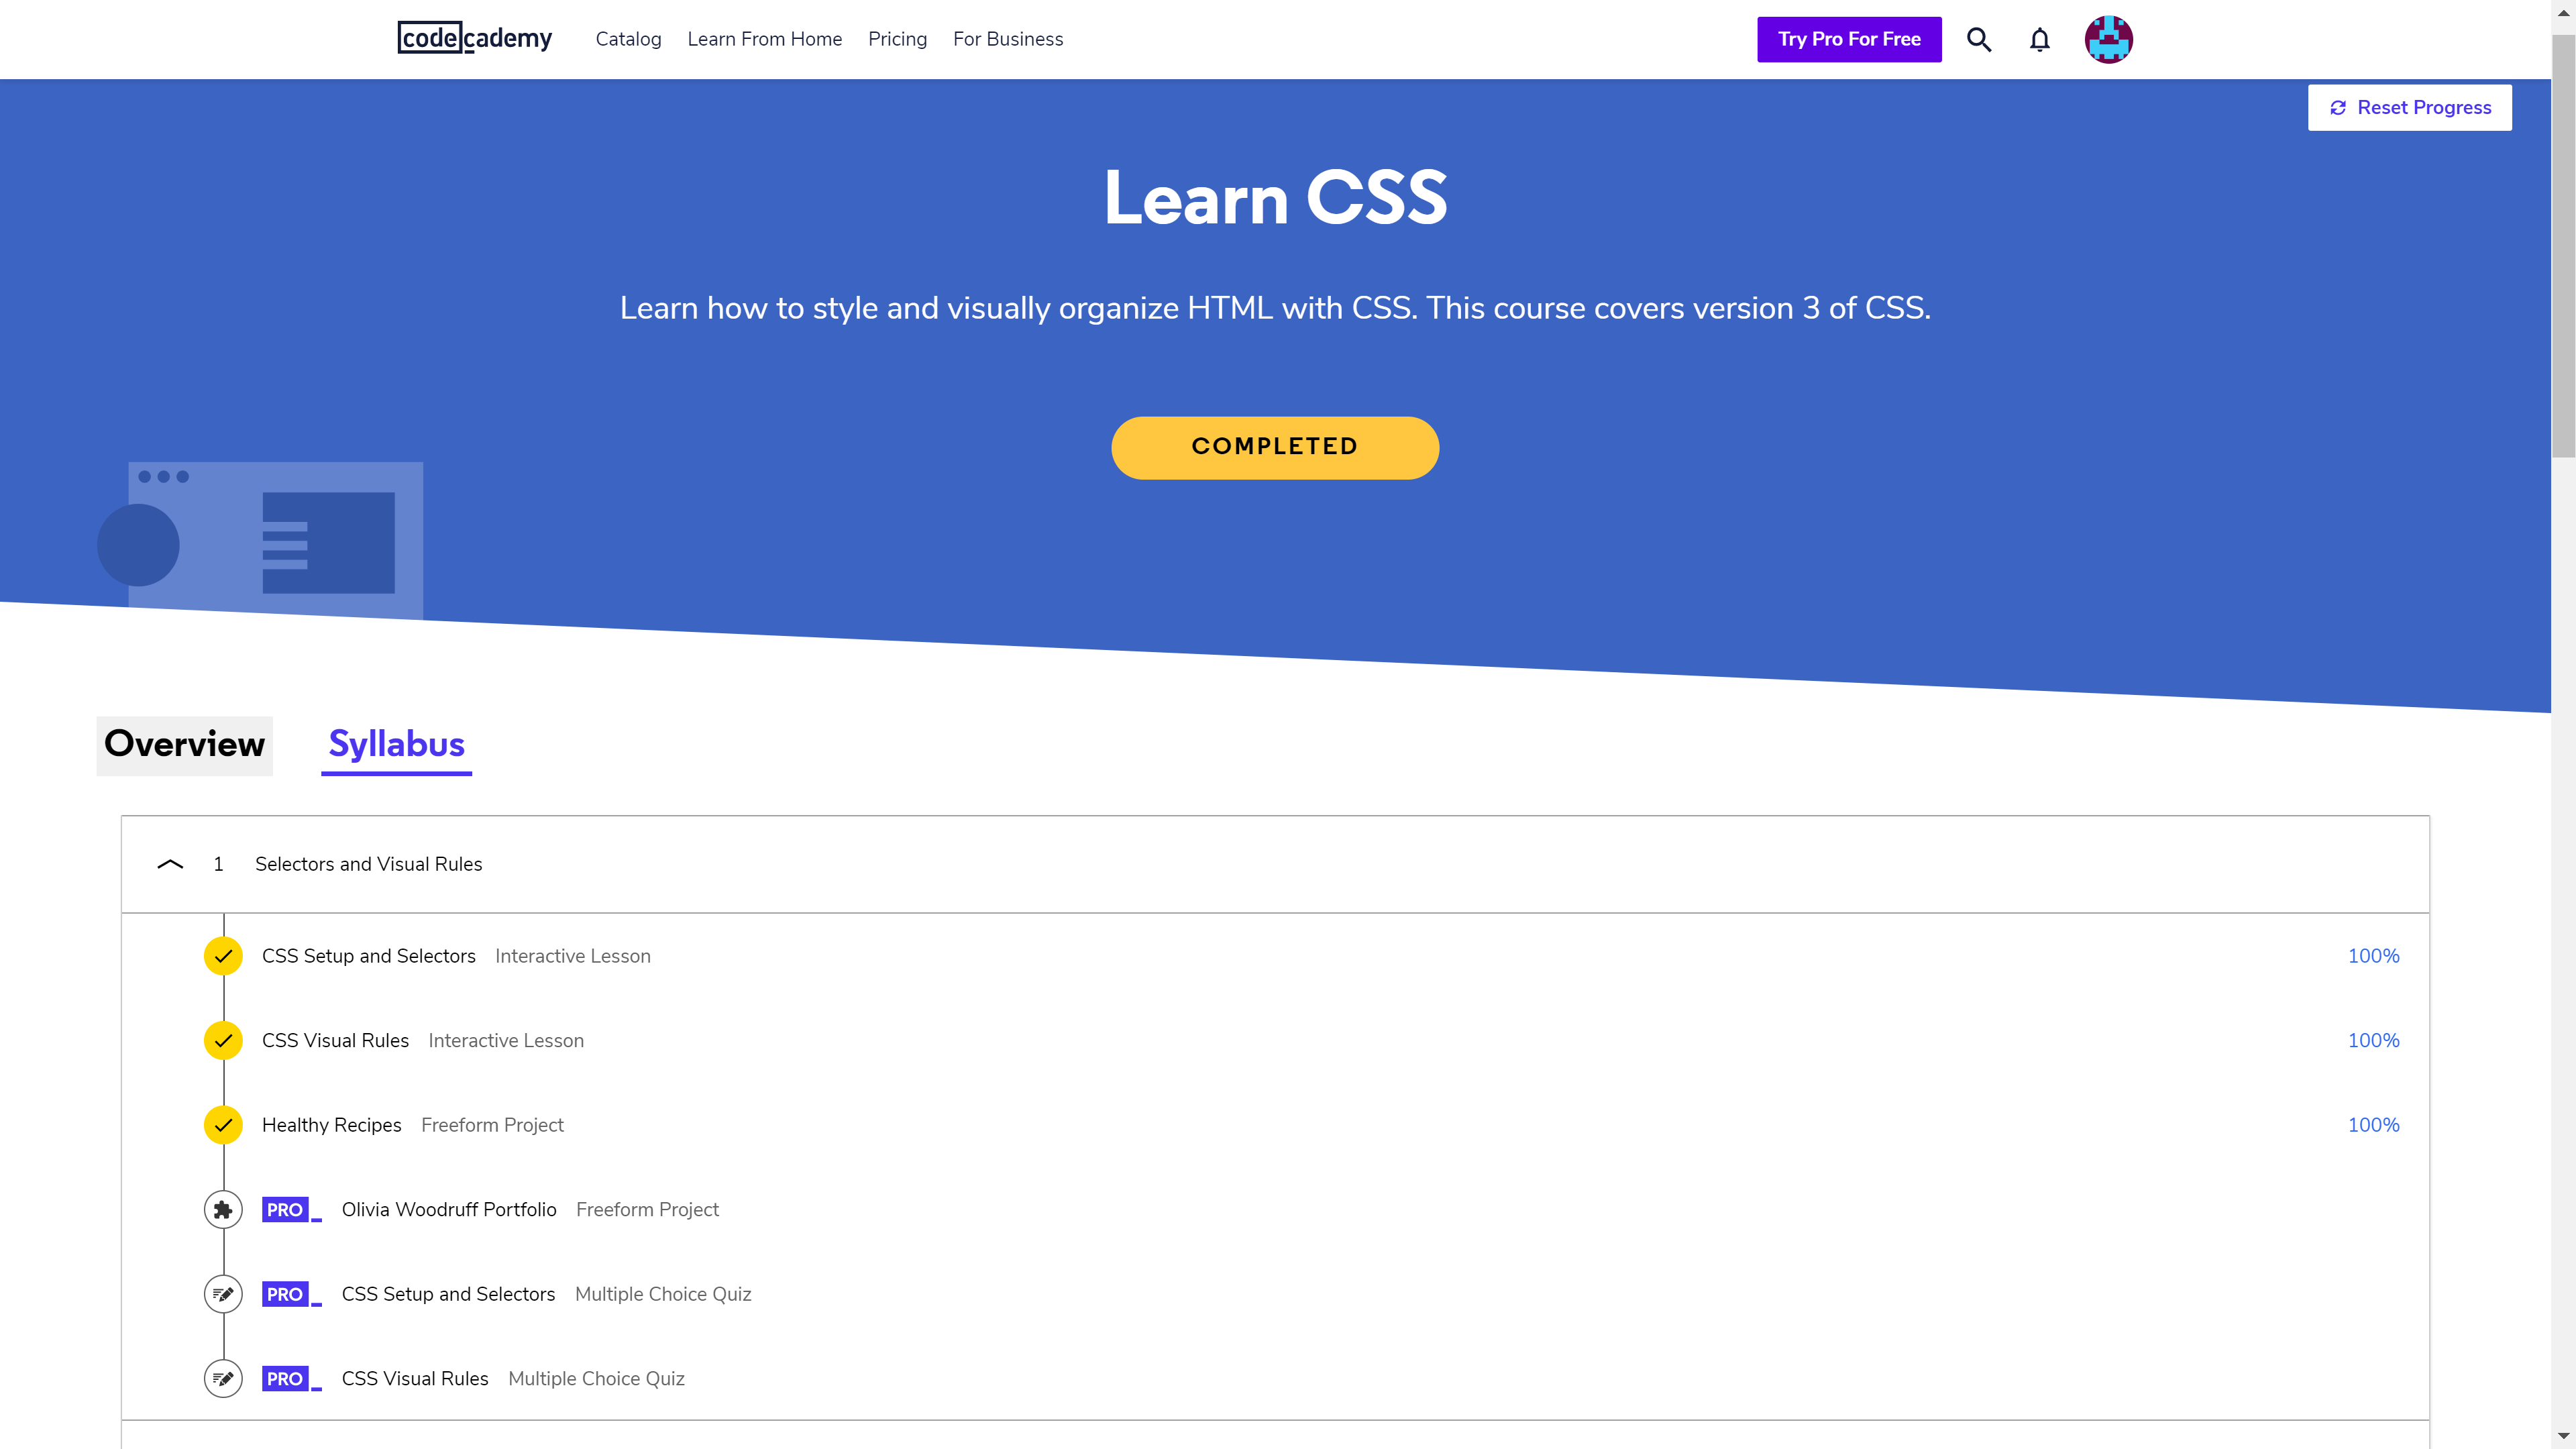 codecademy Catalog Learn From Home Pricing For Business Try Pro For Free
Reset Progress
Learn CSS
Learn how to style and visually organize HTML with CSS. This course covers version 3 of CSS.
COMPLETED
Overview Syllabus
1 Selectors and Visual Rules
CSS Setup and Selectors Interactive Lesson 100%
CSS Visual Rules Interactive Lesson 100%
Healthy Recipes Freeform Project 100%
PRO_ Olivia Woodruff Portfolio Freeform Project
PRO_ CSS Setup and Selectors Multiple Choice Quiz
PRO_ CSS Visual Rules Multiple Choice Quiz